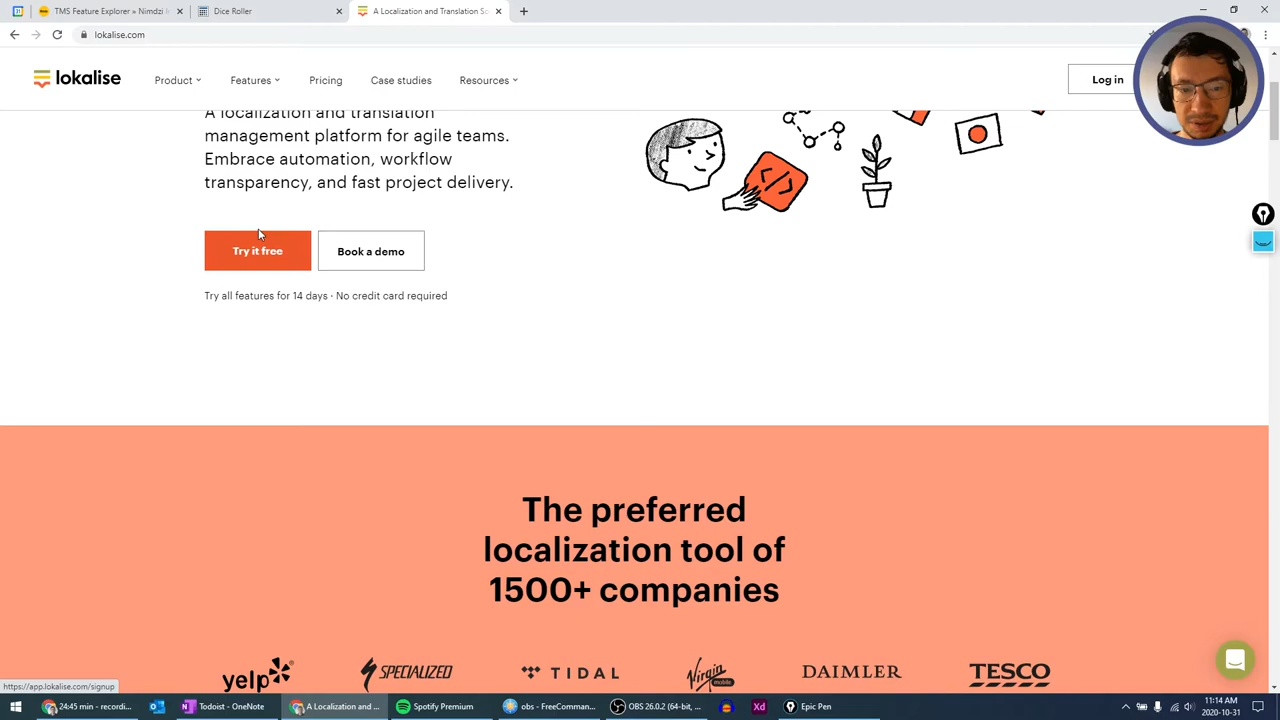 TMS Feature Explorer » Nimdzi I
Dice Roller
A Localization and Translation So
lokalise.com
lokalise
Product
Features
Pricing
Case studies
Resources
Log in
A localization and translation
management platform for agile teams.
Embrace automation, workflow
transparency, and fast project delivery.
Try it free
Book a demo
Try all features for 14 days · No credit card required
The preferred
localization tool of
1500+ companies
yelp
SPECIALIZED
TIDAL
Virgin
mobile
DAIMLER
TESCO
https://app.lokalise.com/signup
24:45 min - recordi...
Todoist - OneNote
A Localization and ...
Spotify Premium
obs - FreeComman...
OBS 26.0.2 (64-bit, ...
Xd
Epic Pen
11:14 AM
2020-10-31